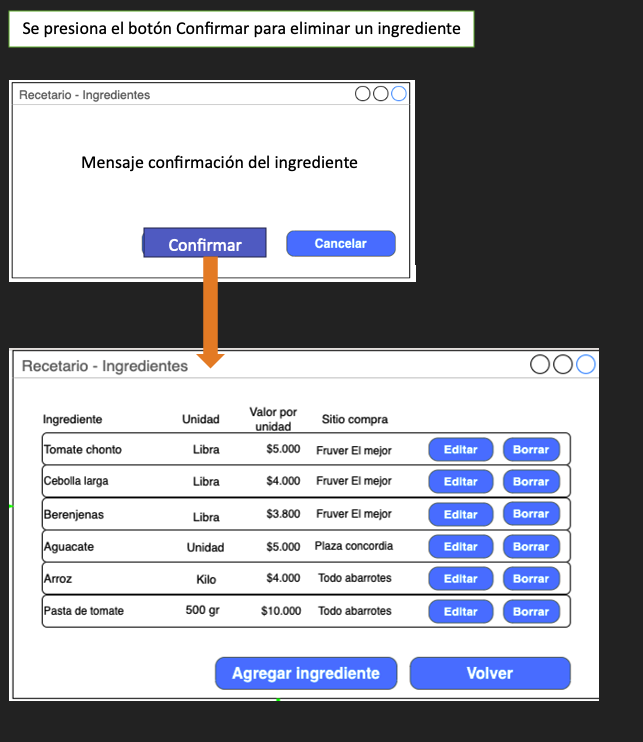 Se presiona el botón Confirmar para eliminar un ingrediente
Recetario - Ingredientes
Mensaje confirmación del ingrediente
Confirmar
Cancelar
Recetario - Ingredientes
Ingrediente Unidad Valor por unidad Sitio compra
Tomate chonto Libra $5.000 Fruver El mejor Editar Borrar
Cebolla larga Libra $4.000 Fruver El mejor Editar Borrar
Berenjenas Libra $3.800 Fruver El mejor Editar Borrar
Aguacate Unidad $5.000 Plaza concordia Editar Borrar
Arroz Kilo $4.000 Todo abarrotes Editar Borrar
Pasta de tomate 500 gr $10.000 Todo abarrotes Editar Borrar
Agregar ingrediente Volver